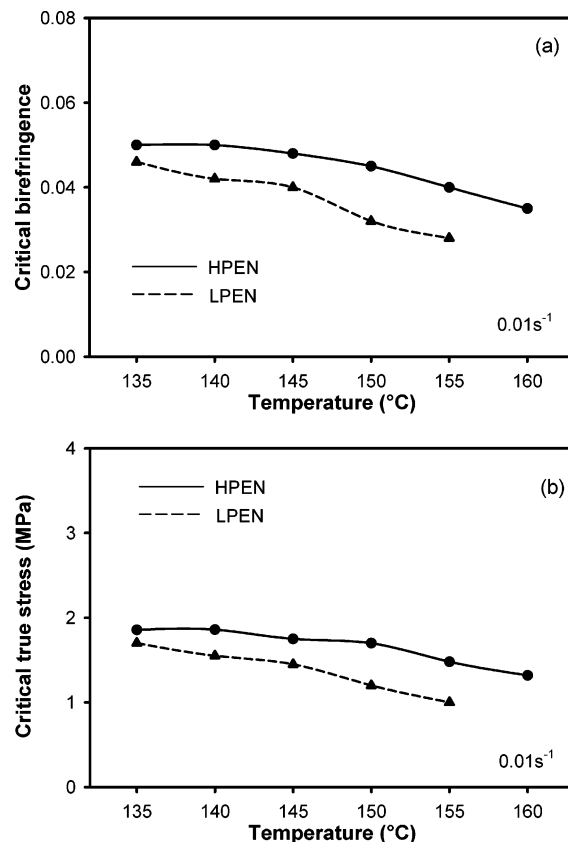 0.08
(a)
0.06
0.04
0.02
0.00
Critical birefringence
HPEN
LPEN
0.01s⁻¹
135 140 145 150 155 160
Temperature (°C)
4
(b)
3
2
1
0
Critical true stress (MPa)
HPEN
LPEN
0.01s⁻¹
135 140 145 150 155 160
Temperature (°C)